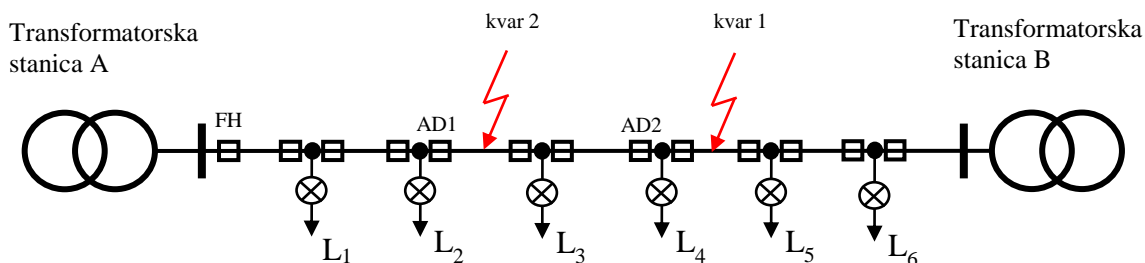 Transformatorska
stanica A
kvar 2
kvar 1
Transformatorska
stanica B
FH
AD1
AD2
L1
L2
L3
L4
L5
L6